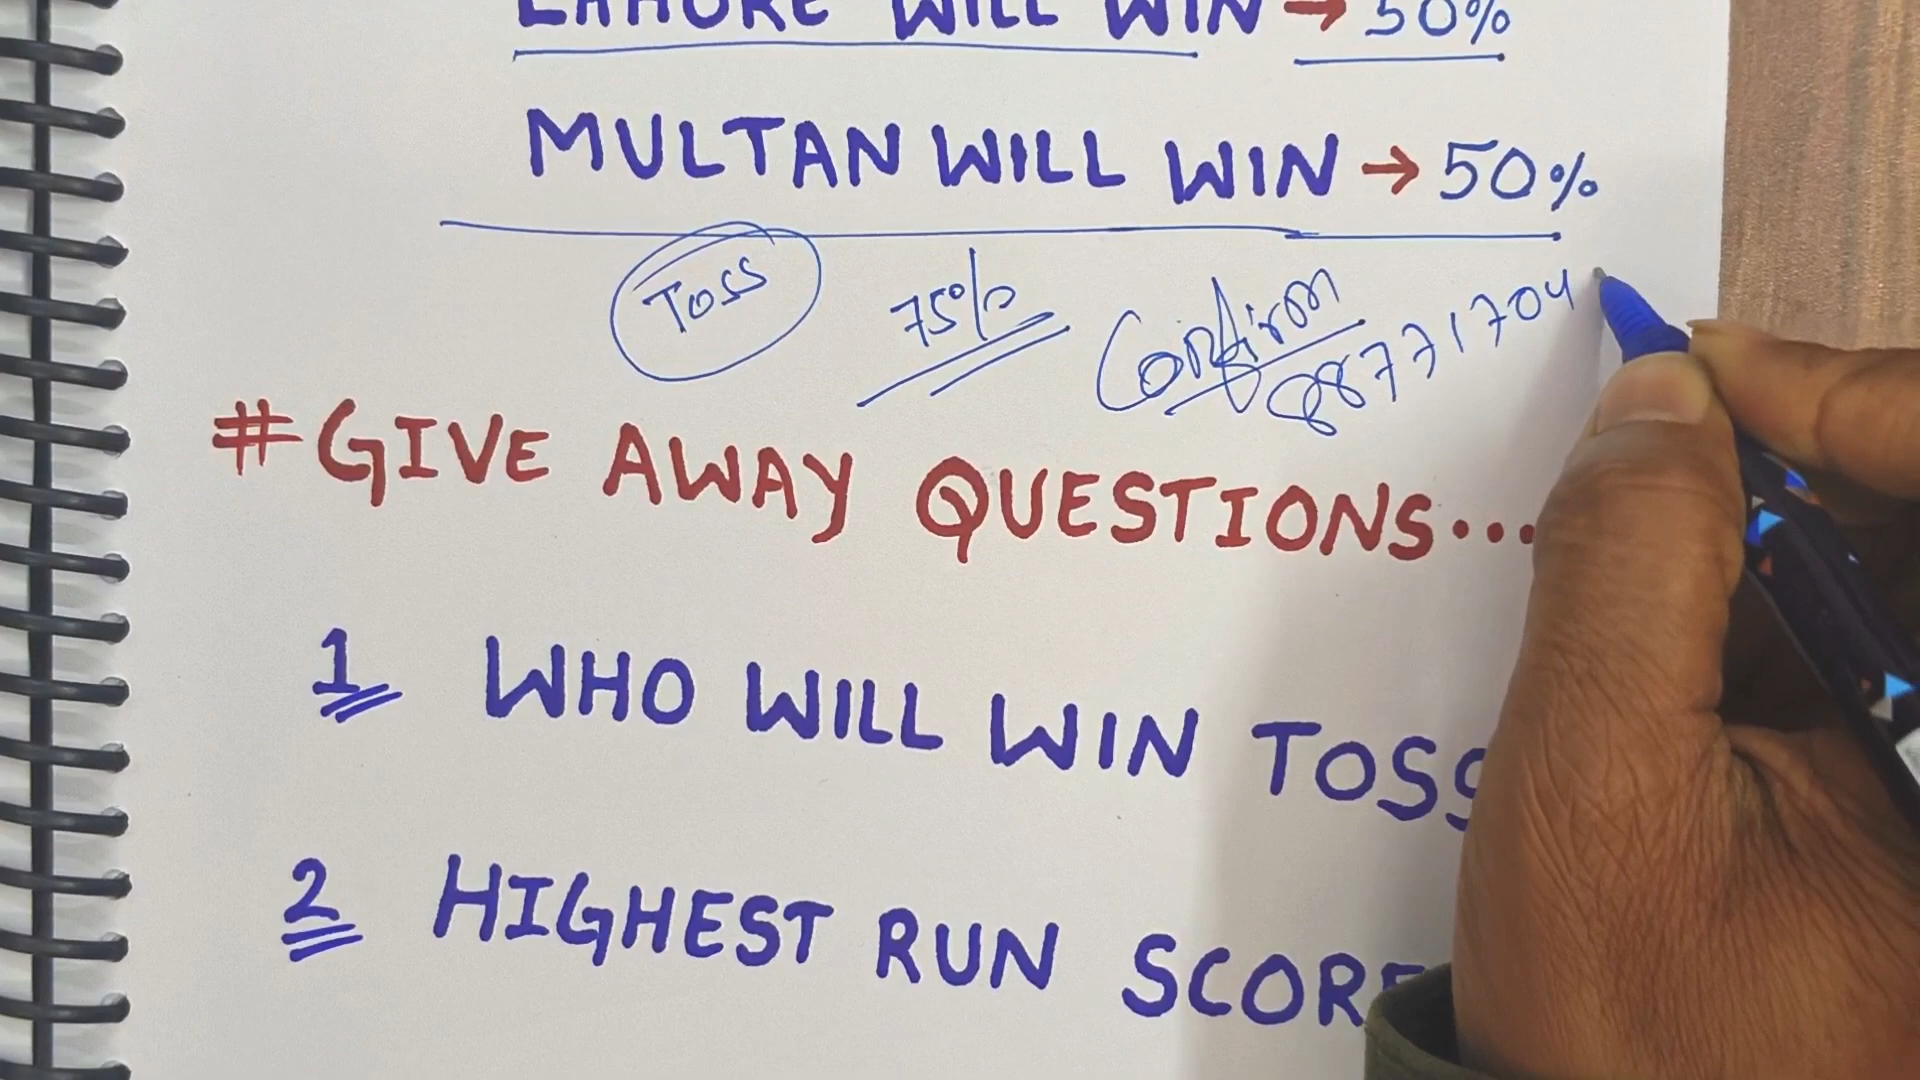 LAHORE WILL WIN → 50%
MULTAN WILL WIN → 50%
Toss 75% Confirm
88771704
#GIVE AWAY QUESTIONS...
1 WHO WILL WIN TOSS
2 HIGHEST RUN SCORE